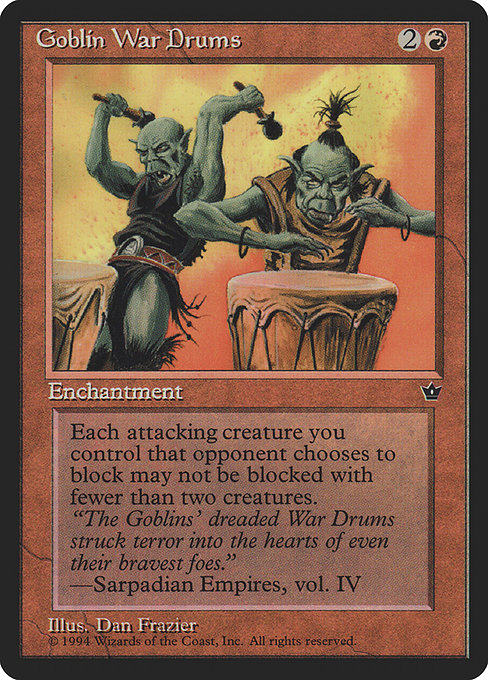 Goblin War Drums 2
Enchantment
Each attacking creature you
control that opponent chooses to
block may not be blocked with
fewer than two creatures.
“The Goblins’ dreaded War Drums
struck terror into the hearts of even
their bravest foes.”
—Sarpadian Empires, vol. IV
Illus. Dan Frazier
© 1994 Wizards of the Coast, Inc. All rights reserved.